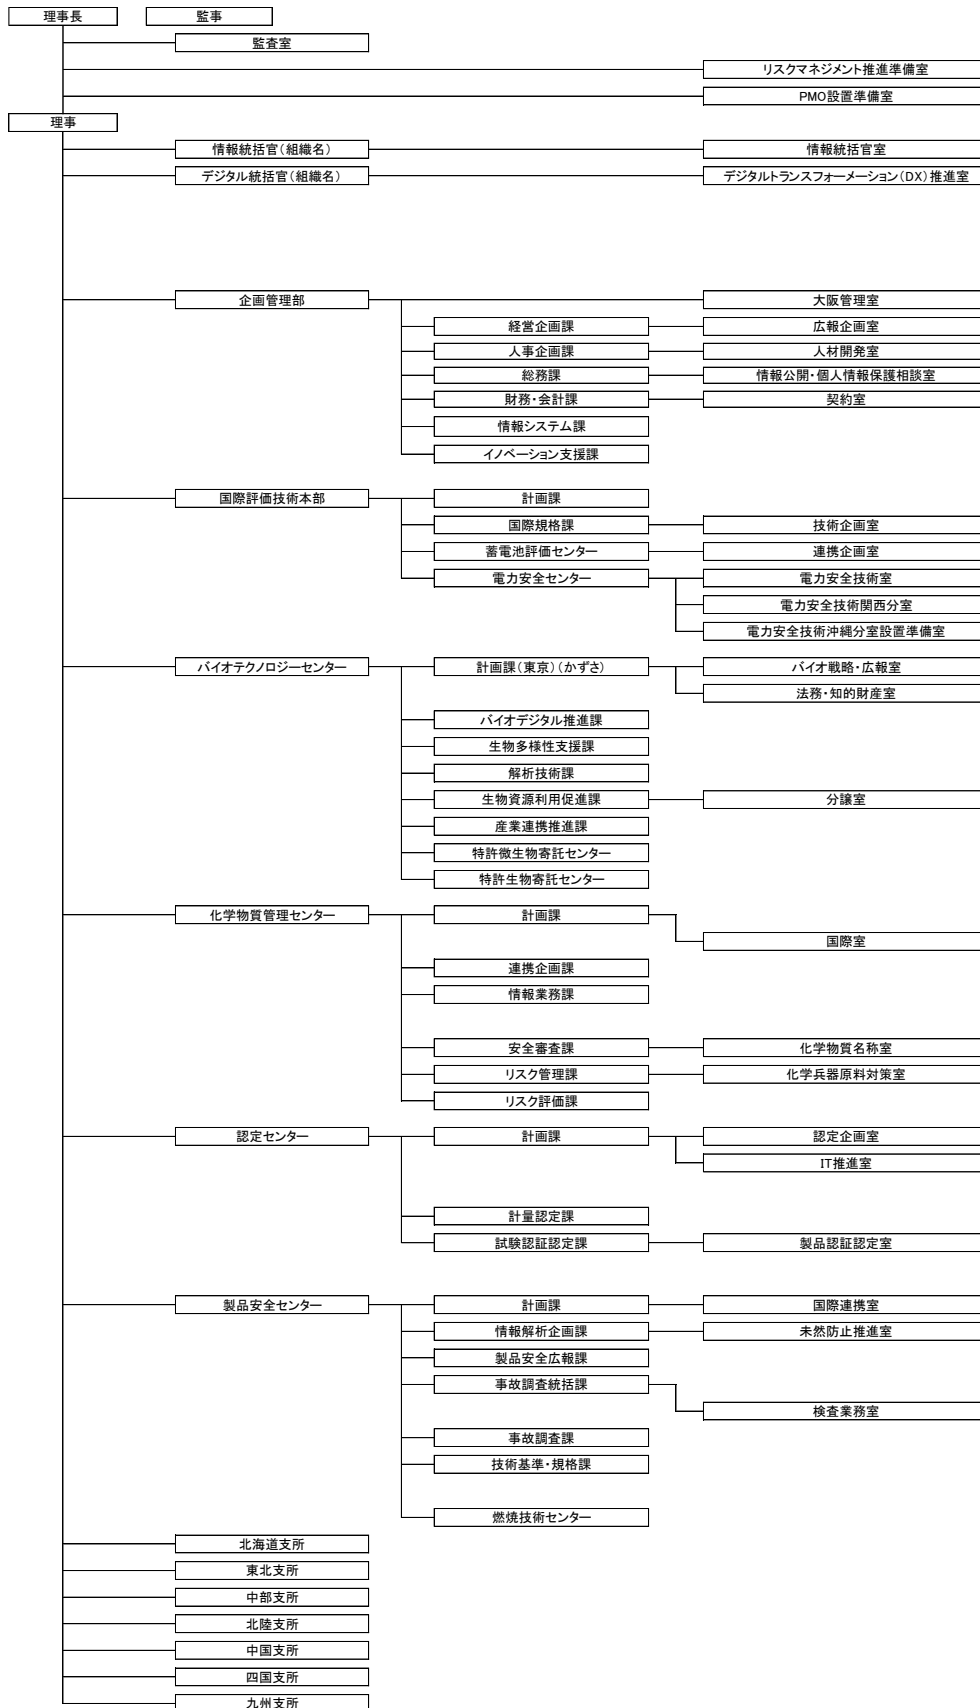 理事長
監事
監査室
リスクマネジメント推進準備室
PMO設置準備室
理事
情報統括官（組織名）
情報統括官室
デジタル統括官（組織名）
デジタルトランスフォーメーション（DX）推進室
企画管理部
大阪管理室
経営企画課
広報企画室
人事企画課
人材開発室
総務課
情報公開・個人情報保護相談室
財務・会計課
契約室
情報システム課
イノベーション支援課
国際評価技術本部
計画課
国際規格課
技術企画室
蓄電池評価センター
連携企画室
電力安全センター
電力安全技術室
電力安全技術関西分室
電力安全技術沖縄分室設置準備室
バイオテクノロジーセンター
計画課（東京）（かずさ）
バイオ戦略・広報室
法務・知的財産室
バイオデジタル推進課
生物多様性支援課
解析技術課
生物資源利用促進課
分譲室
産業連携推進課
特許微生物寄託センター
特許生物寄託センター
化学物質管理センター
計画課
国際室
連携企画課
情報業務課
安全審査課
化学物質名称室
リスク管理課
化学兵器原料対策室
リスク評価課
認定センター
計画課
認定企画室
IT推進室
計量認定課
試験認証認定課
製品認証認定室
製品安全センター
計画課
国際連携室
情報解析企画課
未然防止推進室
製品安全広報課
事故調査統括課
検査業務室
事故調査課
技術基準・規格課
燃焼技術センター
北海道支所
東北支所
中部支所
北陸支所
中国支所
四国支所
九州支所